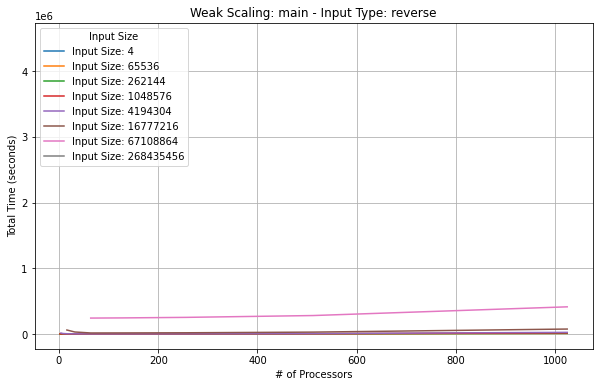 Weak Scaling: main - Input Type: reverse
1e6
Input Size
Input Size: 4
Input Size: 65536
Input Size: 262144
Input Size: 1048576
Input Size: 4194304
Input Size: 16777216
Input Size: 67108864
Input Size: 268435456
Total Time (seconds)
4
3
2
1
0
0 200 400 600 800 1000
# of Processors